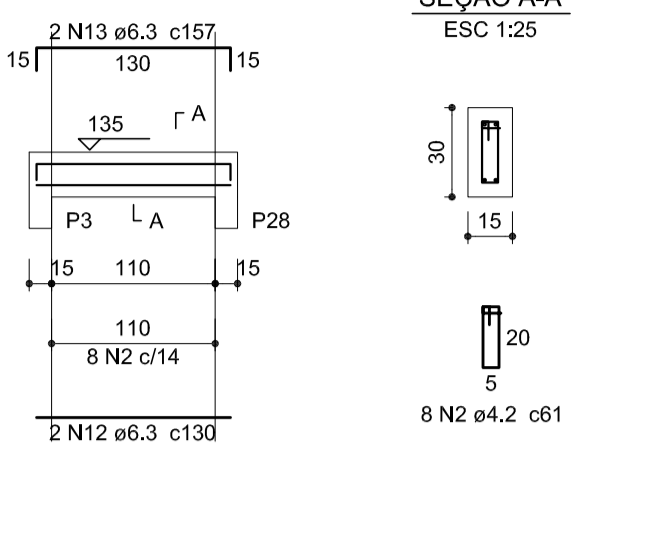 2 N13 ø6.3 c157
15
130
15
A
135
A
P3
P28
15
110
15
110
8 N2 c/14
2 N12 ø6.3 c130
SEÇÃO A-A
ESC 1:25
30
15
20
5
8 N2 ø4.2 c61